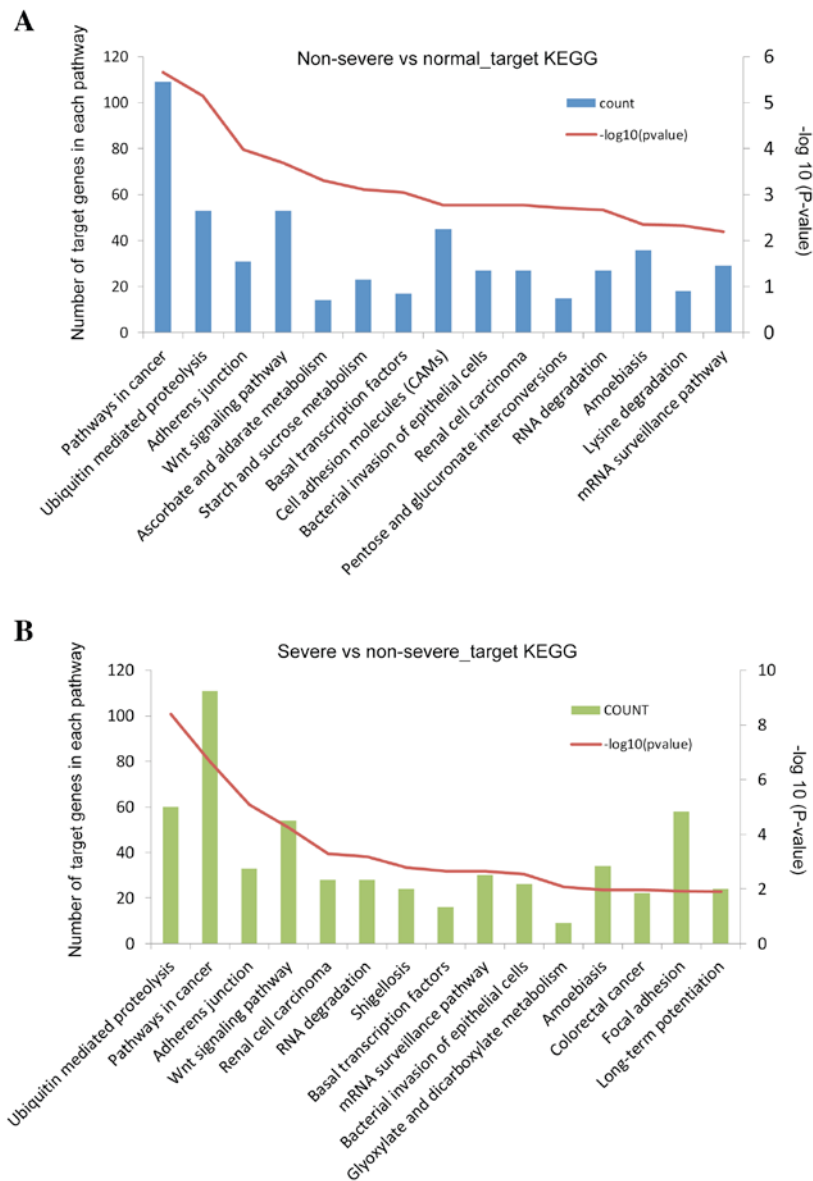 A
Non-severe vs normal_target KEGG
Number of target genes in each pathway
120
100
80
60
40
20
0
count
-log10(pvalue)
6
5
4
3
2
1
0
-log 10 (P-value)
Pathways in cancer
Ubiquitin mediated proteolysis
Adherens junction
Wnt signaling pathway
Ascorbate and aldarate metabolism
Starch and sucrose metabolism
Basal transcription factors
Cell adhesion molecules (CAMs)
Bacterial invasion of epithelial cells
Renal cell carcinoma
Pentose and glucuronate interconversions
RNA degradation
Amoebiasis
Lysine degradation
mRNA surveillance pathway
B
Severe vs non-severe_target KEGG
Number of target genes in each pathway
120
100
80
60
40
20
0
COUNT
-log10(pvalue)
10
8
6
4
2
0
-log 10 (P-value)
Ubiquitin mediated proteolysis
Pathways in cancer
Adherens junction
Wnt signaling pathway
Renal cell carcinoma
RNA degradation
Shigellosis
Basal transcription factors
mRNA surveillance pathway
Bacterial invasion of epithelial cells
Glyoxylate and dicarboxylate metabolism
Amoebiasis
Colorectal cancer
Focal adhesion
Long-term potentiation